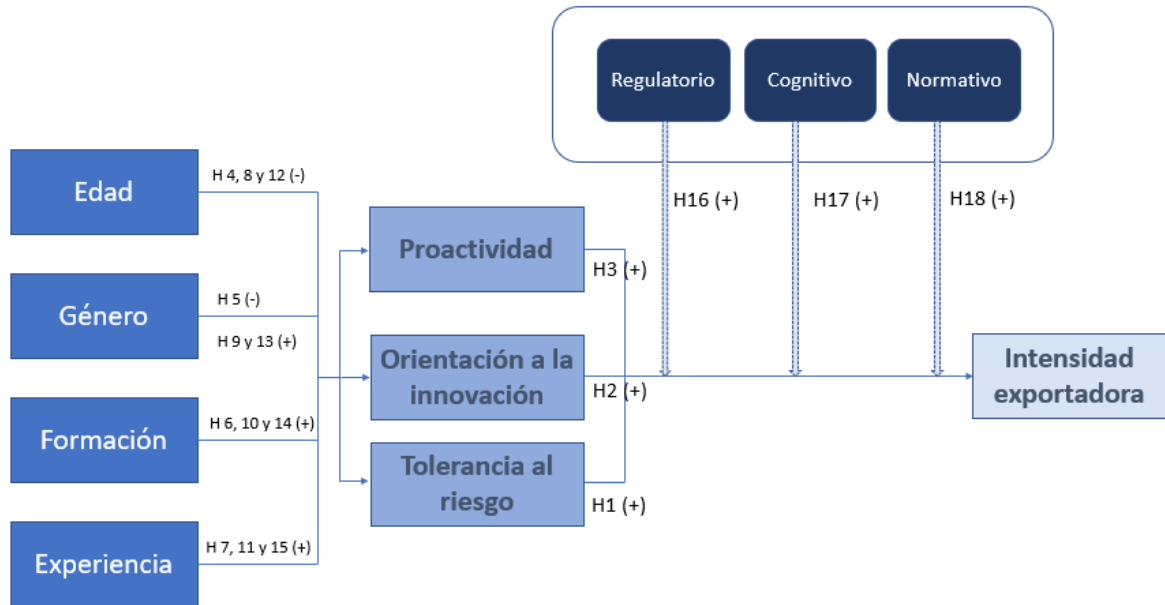 Regulatorio
Cognitivo
Normativo
H16 (+)
H17 (+)
H18 (+)
Edad
H 4, 8 y 12 (-)
Género
H 5 (-)
H 9 y 13 (+)
Formación
H 6, 10 y 14 (+)
Experiencia
H 7, 11 y 15 (+)
Proactividad
H3 (+)
Orientación a la
innovación
H2 (+)
Tolerancia al
riesgo
H1 (+)
Intensidad
exportadora